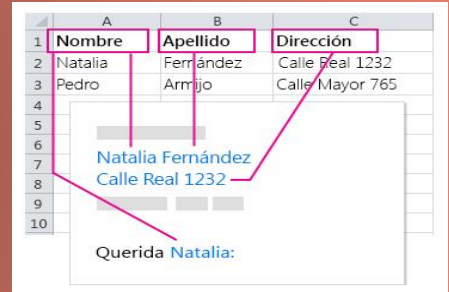 A B C
1 Nombre Apellido Dirección
2 Natalia Fernández Calle Real 1232
3 Pedro Armijo Calle Mayor 765
4
5
6
7
8
9
10
Natalia Fernández
Calle Real 1232
Querida Natalia: